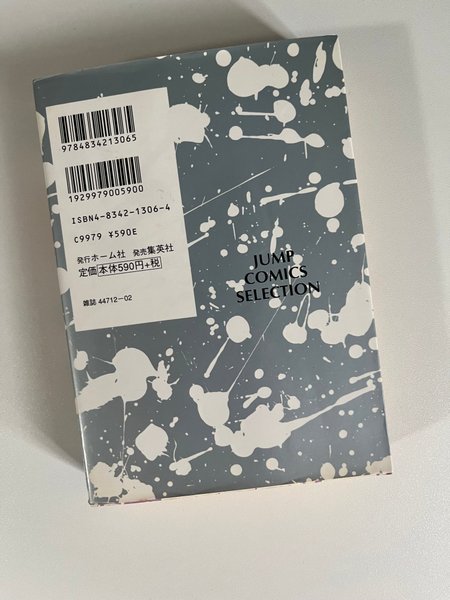 9784834213065
1929979005900
ISBN4-8342-1306-4
C9979 ¥590E
発行 ホーム社 発売 集英社
定価 本体590円+税
雑誌 44712-02
JUMP
COMICS
SELECTION